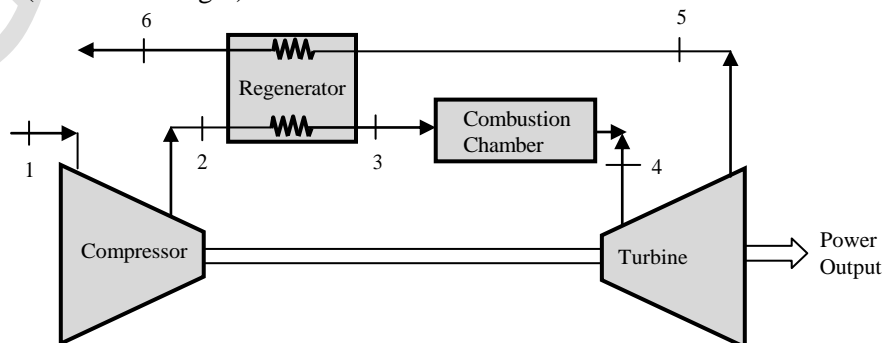 6
5
Regenerator
Combustion
Chamber
1
2
3
4
Compressor
Turbine
Power
Output